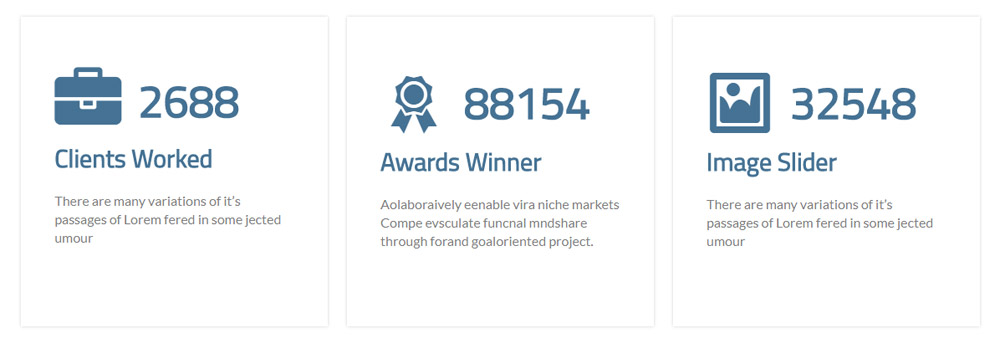 2688
Clients Worked
There are many variations of it's
passages of Lorem fered in some jected
umour
88154
Awards Winner
Aolaboraively eenable vira niche markets
Compe evsculate funcnal mndshare
through forand goaloriented project.
32548
Image Slider
There are many variations of it's
passages of Lorem fered in some jected
umour